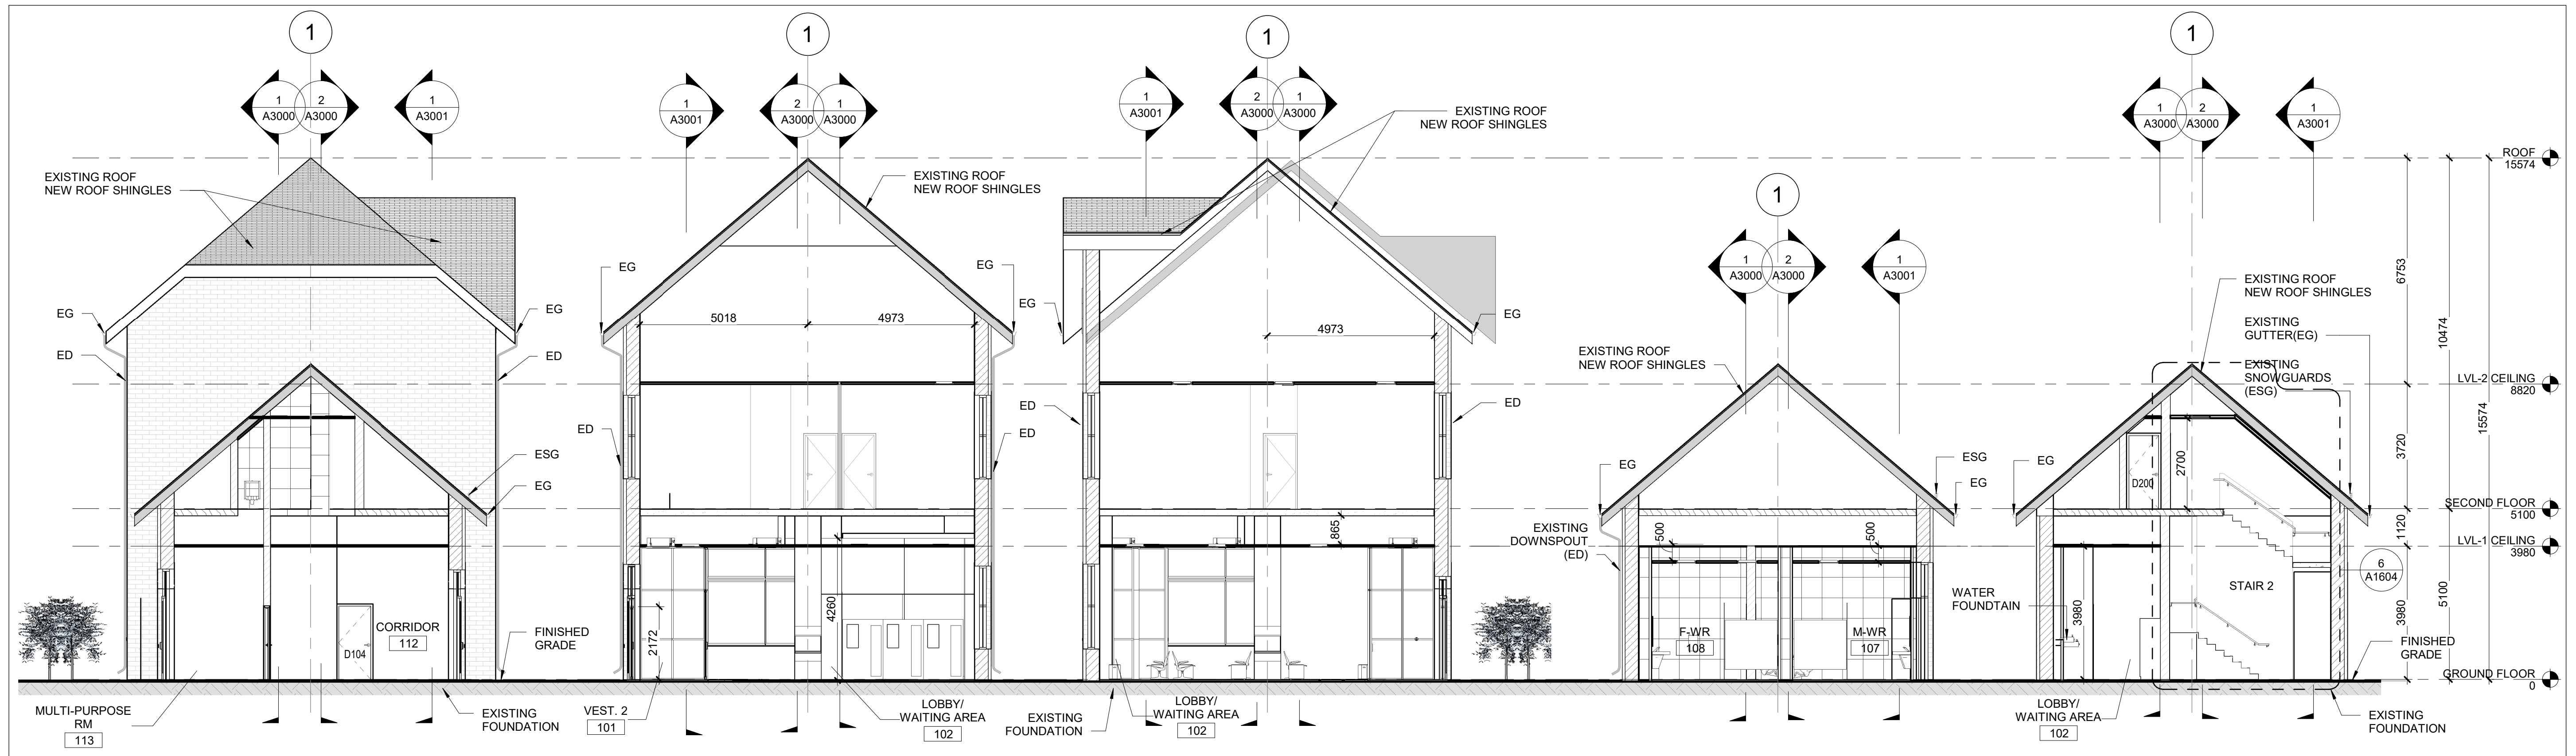 1
1
A3000
2
A3000
1
A3001
EXISTING ROOF
NEW ROOF SHINGLES
EG
ED
EG
ED
ESG
EG
CORRIDOR
112
D104
FINISHED
GRADE
MULTI-PURPOSE
RM
113
EXISTING
FOUNDATION
1
1
A3001
2
A3000
1
A3000
EXISTING ROOF
NEW ROOF SHINGLES
EG
EG
5018
4973
ED
ED
2172
4260
VEST. 2
101
LOBBY/
WAITING AREA
102
1
1
A3001
2
A3000
1
A3000
EXISTING ROOF
NEW ROOF SHINGLES
EG
EG
4973
ED
ED
865
EXISTING
FOUNDATION
LOBBY/
WAITING AREA
102
1
1
A3000
2
A3000
1
A3001
EXISTING ROOF
NEW ROOF SHINGLES
EG
ESG
EG
EXISTING
DOWNSPOUT
(ED)
500
500
F-WR
108
M-WR
107
1
1
A3000
2
A3000
1
A3001
EXISTING ROOF
NEW ROOF SHINGLES
EXISTING
GUTTER(EG)
EXISTING
SNOWGUARDS
(ESG)
EG
D200
2700
WATER
FOUNDTAIN
3980
STAIR 2
6
A1604
FINISHED
GRADE
LOBBY/
WAITING AREA
102
EXISTING
FOUNDATION
6753
3720
1120
3980
10474
5100
15574
ROOF
15574
LVL-2 CEILING
8820
SECOND FLOOR
5100
LVL-1 CEILING
3980
GROUND FLOOR
0